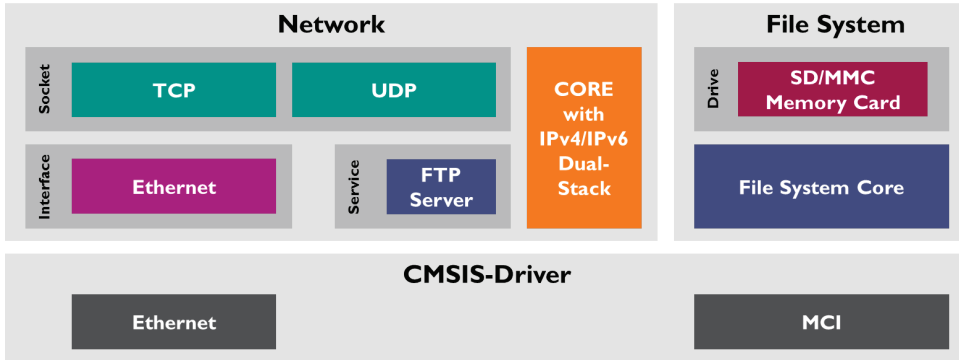 Network
Socket
TCP
UDP
CORE
with
IPv4/IPv6
Dual-
Stack
Interface
Ethernet
Service
FTP
Server
File System
Drive
SD/MMC
Memory Card
File System Core
CMSIS-Driver
Ethernet
MCI